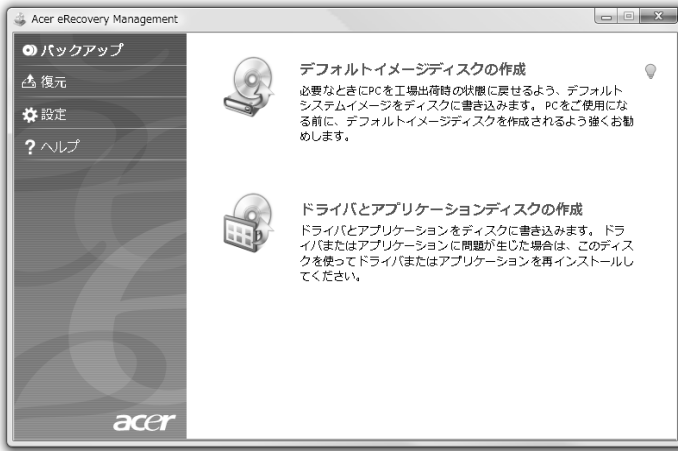 Acer eRecovery Management
バックアップ
復元
設定
ヘルプ
デフォルトイメージディスクの作成
必要なときにPCを工場出荷時の状態に戻せるよう、デフォルト
システムイメージをディスクに書き込みます。 PCをご使用にな
る前に、デフォルトイメージディスクを作成されるよう強くお勧
めします。
ドライバとアプリケーションディスクの作成
ドライバとアプリケーションをディスクに書き込みます。 ドラ
イバまたはアプリケーションに問題が生じた場合は、このディス
クを使ってドライバまたはアプリケーションを再インストールし
てください。
acer